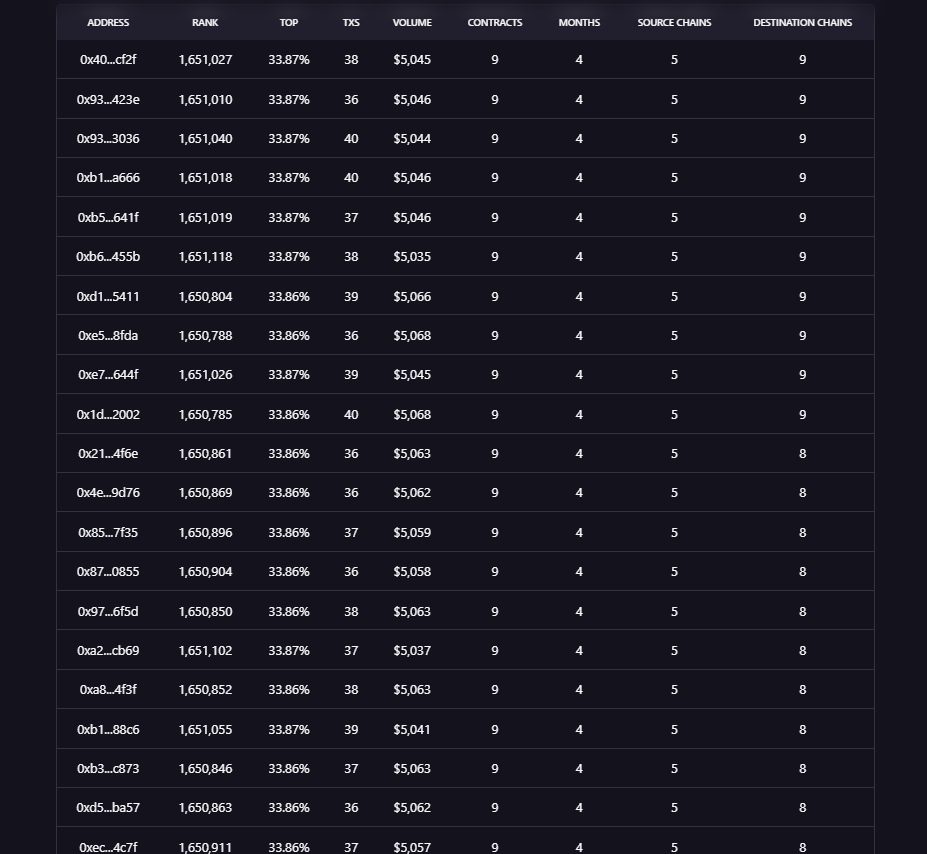 ADDRESS RANK TOP TXS VOLUME CONTRACTS MONTHS SOURCE CHAINS DESTINATION CHAINS
0x40...cf2f 1,651,027 33.87% 38 $5,045 9 4 5 9
0x93...423e 1,651,010 33.87% 36 $5,046 9 4 5 9
0x93...3036 1,651,040 33.87% 40 $5,044 9 4 5 9
0xb1...a666 1,651,018 33.87% 40 $5,046 9 4 5 9
0xb5...641f 1,651,019 33.87% 37 $5,046 9 4 5 9
0xb6...455b 1,651,118 33.87% 38 $5,035 9 4 5 9
0xd1...5411 1,650,804 33.86% 39 $5,066 9 4 5 9
0xe5...8fda 1,650,788 33.86% 36 $5,068 9 4 5 9
0xe7...644f 1,651,026 33.87% 39 $5,045 9 4 5 9
0x1d...2002 1,650,785 33.86% 40 $5,068 9 4 5 9
0x21...4f6e 1,650,861 33.86% 36 $5,063 9 4 5 8
0x4e...9d76 1,650,869 33.86% 36 $5,062 9 4 5 8
0x85...7f35 1,650,896 33.86% 37 $5,059 9 4 5 8
0x87...0855 1,650,904 33.86% 36 $5,058 9 4 5 8
0x97...6f5d 1,650,850 33.86% 38 $5,063 9 4 5 8
0xa2...cb69 1,651,102 33.87% 37 $5,037 9 4 5 8
0xa8...4f3f 1,650,852 33.86% 38 $5,063 9 4 5 8
0xb1...88c6 1,651,055 33.87% 39 $5,041 9 4 5 8
0xb3...c873 1,650,846 33.86% 37 $5,063 9 4 5 8
0xd5...ba57 1,650,863 33.86% 36 $5,062 9 4 5 8
0xec...4c7f 1,650,911 33.86% 37 $5,057 9 4 5 8